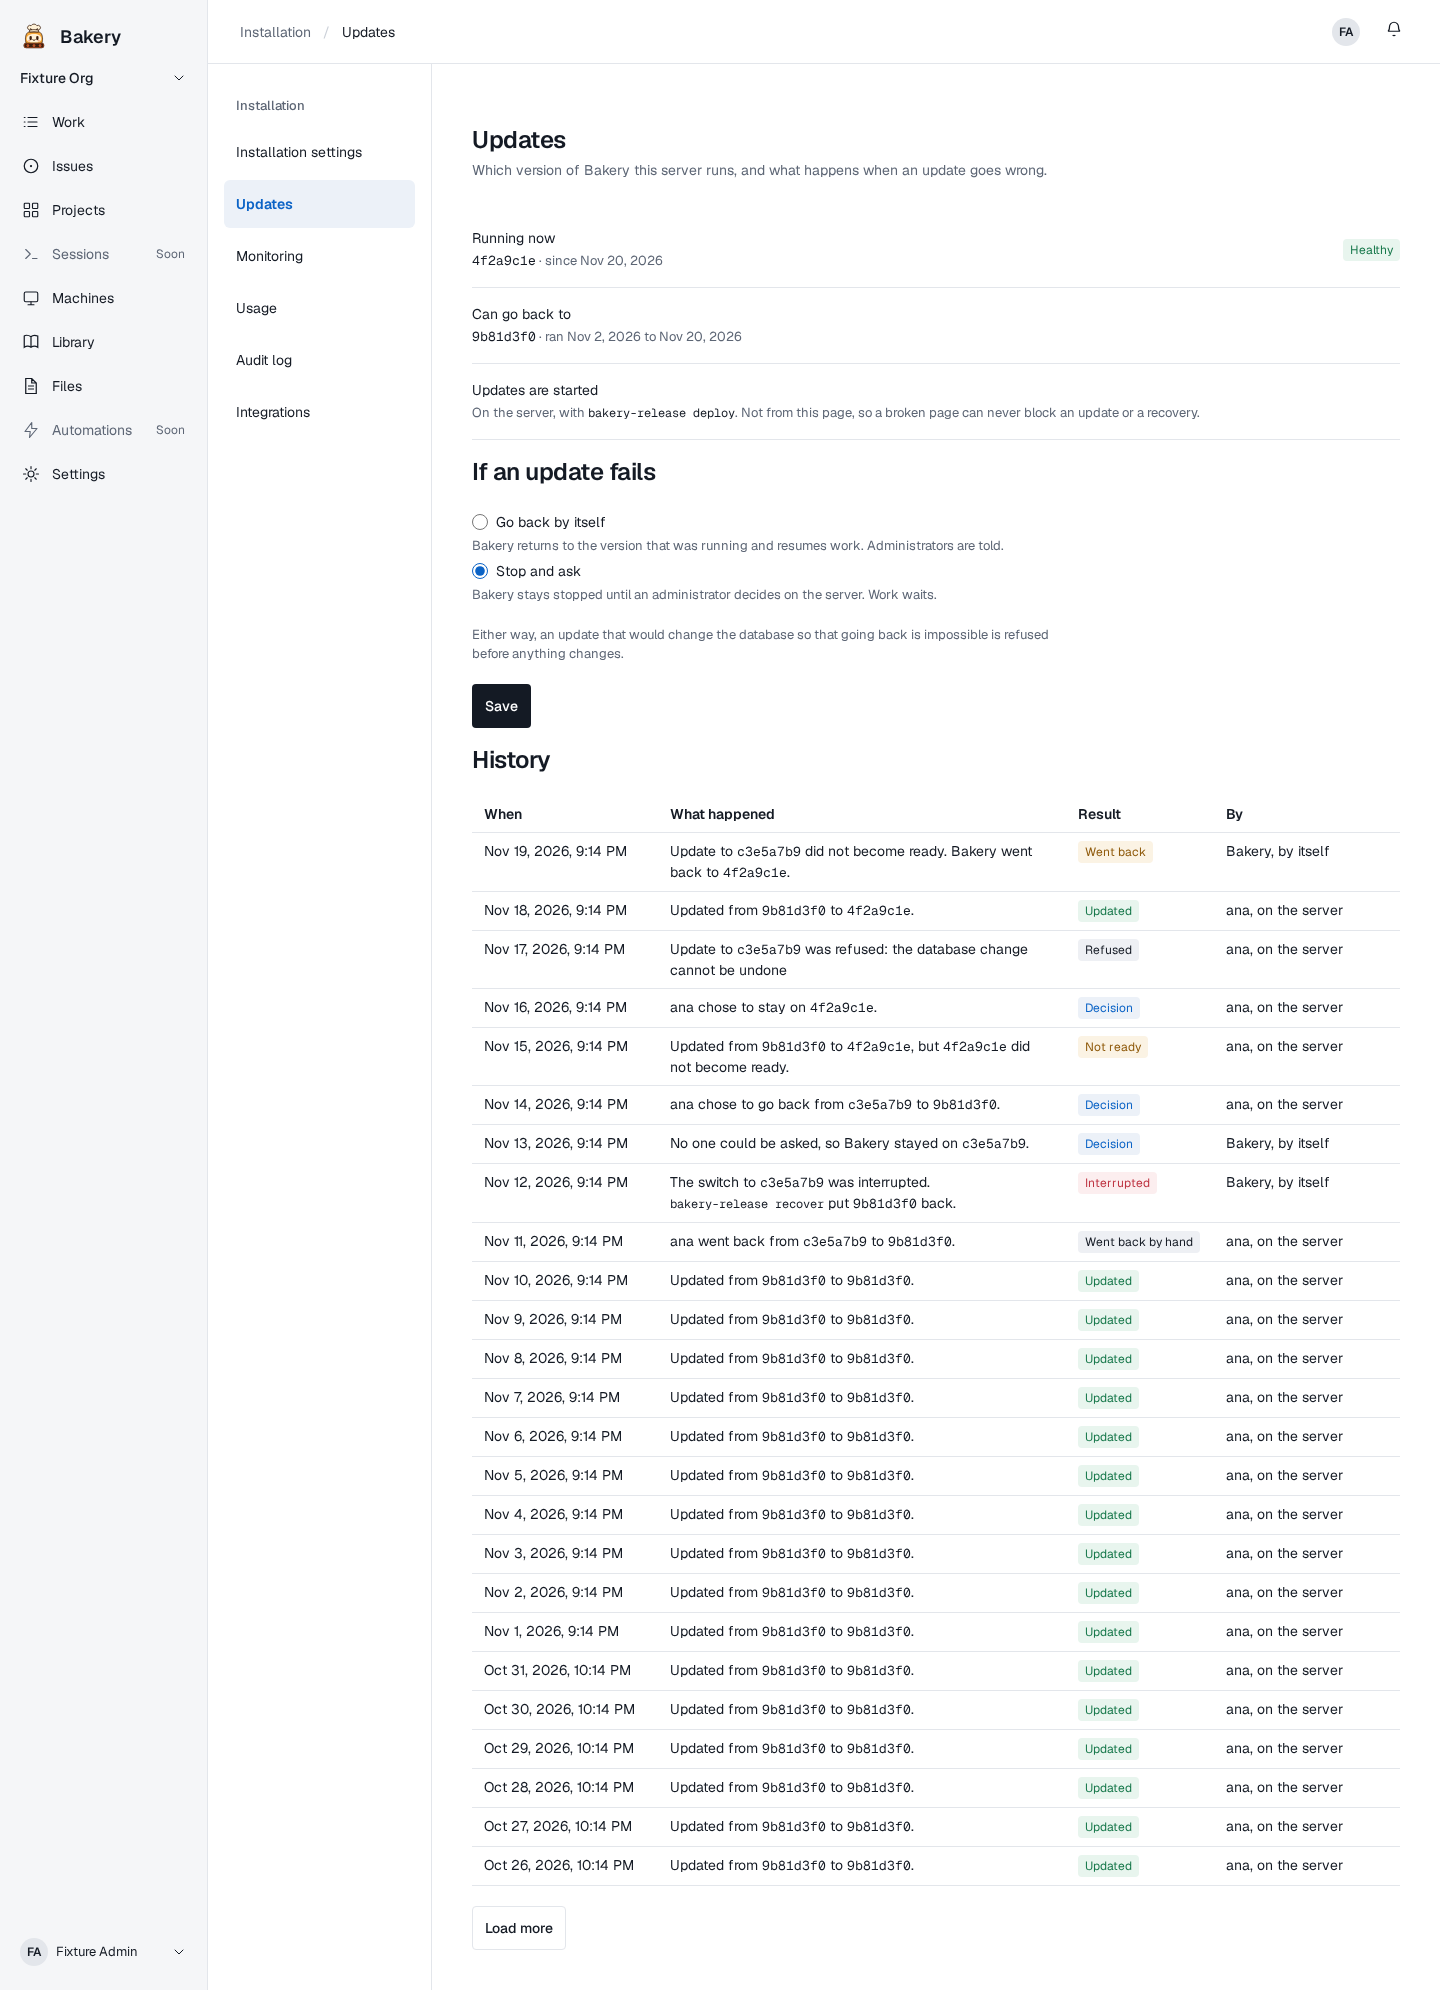 Bakery
Fixture Org
Work
Issues
Projects
Sessions Soon
Machines
Library
Files
Automations Soon
Settings
FA Fixture Admin
Installation / Updates
FA
Installation
Installation settings
Updates
Monitoring
Usage
Audit log
Integrations
Updates
Which version of Bakery this server runs, and what happens when an update goes wrong.
Running now
4f2a9c1e · since Nov 20, 2026
Healthy
Can go back to
9b81d3f0 · ran Nov 2, 2026 to Nov 20, 2026
Updates are started
On the server, with bakery-release deploy. Not from this page, so a broken page can never block an update or a recovery.
If an update fails
Go back by itself
Bakery returns to the version that was running and resumes work. Administrators are told.
Stop and ask
Bakery stays stopped until an administrator decides on the server. Work waits.
Either way, an update that would change the database so that going back is impossible is refused
before anything changes.
Save
History
When What happened Result By
Nov 19, 2026, 9:14 PM Update to c3e5a7b9 did not become ready. Bakery went Went back Bakery, by itself
back to 4f2a9c1e.
Nov 18, 2026, 9:14 PM Updated from 9b81d3f0 to 4f2a9c1e. Updated ana, on the server
Nov 17, 2026, 9:14 PM Update to c3e5a7b9 was refused: the database change Refused ana, on the server
cannot be undone
Nov 16, 2026, 9:14 PM ana chose to stay on 4f2a9c1e. Decision ana, on the server
Nov 15, 2026, 9:14 PM Updated from 9b81d3f0 to 4f2a9c1e, but 4f2a9c1e did Not ready ana, on the server
not become ready.
Nov 14, 2026, 9:14 PM ana chose to go back from c3e5a7b9 to 9b81d3f0. Decision ana, on the server
Nov 13, 2026, 9:14 PM No one could be asked, so Bakery stayed on c3e5a7b9. Decision Bakery, by itself
Nov 12, 2026, 9:14 PM The switch to c3e5a7b9 was interrupted. Interrupted Bakery, by itself
bakery-release recover put 9b81d3f0 back.
Nov 11, 2026, 9:14 PM ana went back from c3e5a7b9 to 9b81d3f0. Went back by hand ana, on the server
Nov 10, 2026, 9:14 PM Updated from 9b81d3f0 to 9b81d3f0. Updated ana, on the server
Nov 9, 2026, 9:14 PM Updated from 9b81d3f0 to 9b81d3f0. Updated ana, on the server
Nov 8, 2026, 9:14 PM Updated from 9b81d3f0 to 9b81d3f0. Updated ana, on the server
Nov 7, 2026, 9:14 PM Updated from 9b81d3f0 to 9b81d3f0. Updated ana, on the server
Nov 6, 2026, 9:14 PM Updated from 9b81d3f0 to 9b81d3f0. Updated ana, on the server
Nov 5, 2026, 9:14 PM Updated from 9b81d3f0 to 9b81d3f0. Updated ana, on the server
Nov 4, 2026, 9:14 PM Updated from 9b81d3f0 to 9b81d3f0. Updated ana, on the server
Nov 3, 2026, 9:14 PM Updated from 9b81d3f0 to 9b81d3f0. Updated ana, on the server
Nov 2, 2026, 9:14 PM Updated from 9b81d3f0 to 9b81d3f0. Updated ana, on the server
Nov 1, 2026, 9:14 PM Updated from 9b81d3f0 to 9b81d3f0. Updated ana, on the server
Oct 31, 2026, 10:14 PM Updated from 9b81d3f0 to 9b81d3f0. Updated ana, on the server
Oct 30, 2026, 10:14 PM Updated from 9b81d3f0 to 9b81d3f0. Updated ana, on the server
Oct 29, 2026, 10:14 PM Updated from 9b81d3f0 to 9b81d3f0. Updated ana, on the server
Oct 28, 2026, 10:14 PM Updated from 9b81d3f0 to 9b81d3f0. Updated ana, on the server
Oct 27, 2026, 10:14 PM Updated from 9b81d3f0 to 9b81d3f0. Updated ana, on the server
Oct 26, 2026, 10:14 PM Updated from 9b81d3f0 to 9b81d3f0. Updated ana, on the server
Load more